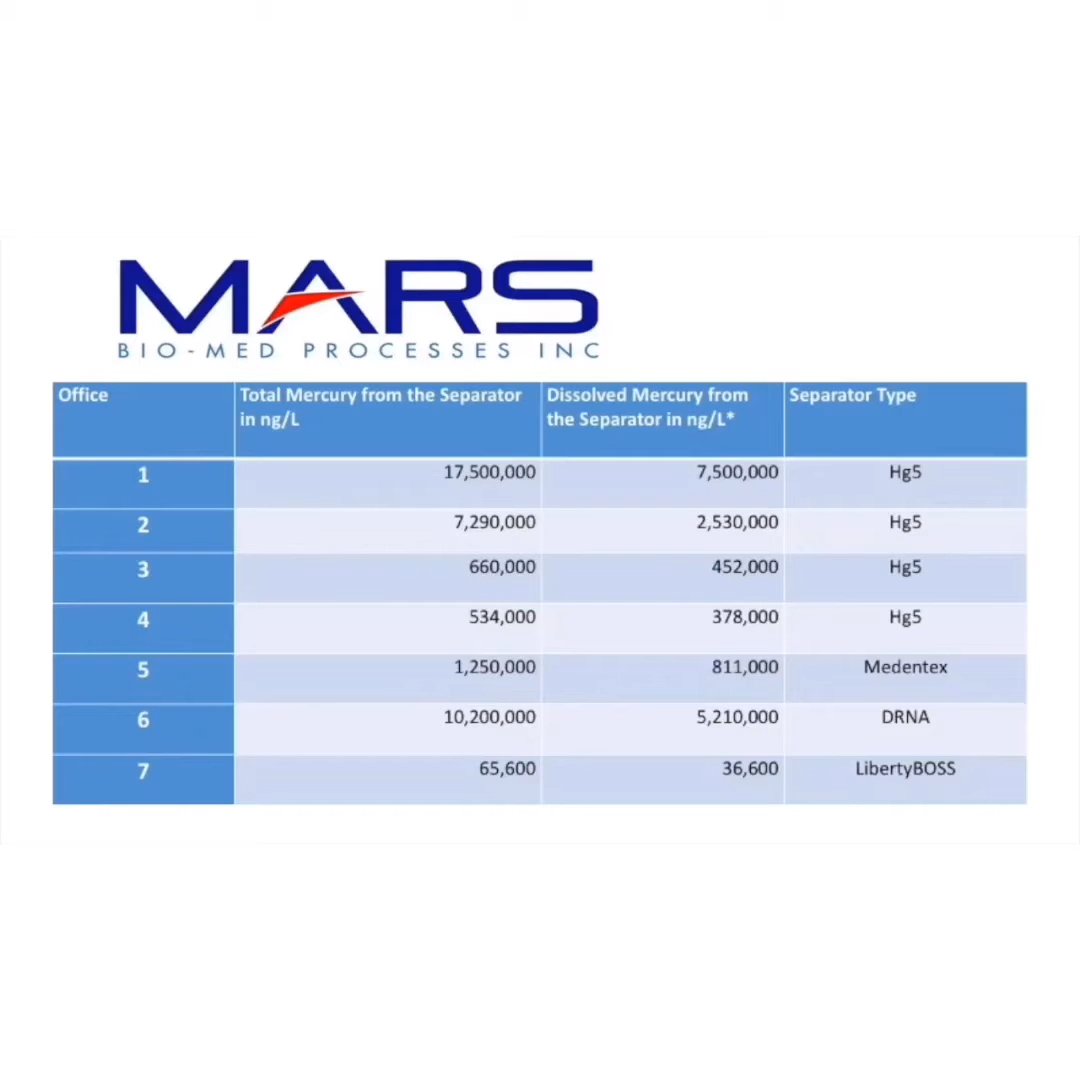 MARS
BIO-MED PROCESSES INC
Office Total Mercury from the Separator Dissolved Mercury from Separator Type
in ng/L the Separator in ng/L*
1 17,500,000 7,500,000 Hg5
2 7,290,000 2,530,000 Hg5
3 660,000 452,000 Hg5
4 534,000 378,000 Hg5
5 1,250,000 811,000 Medentex
6 10,200,000 5,210,000 DRNA
7 65,600 36,600 LibertyBOSS